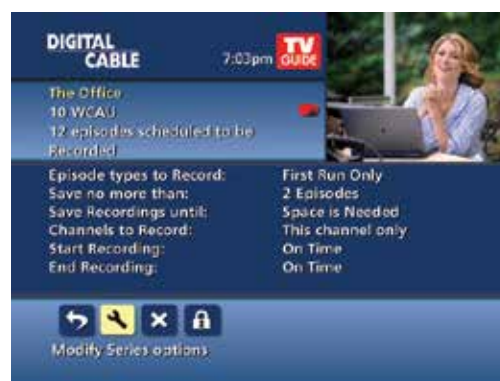 DIGITAL
CABLE
7:03pm
TV
GUIDE
The Office
10 WCAU
12 episodes scheduled to be
Recorded
Episode types to Record: First Run Only
Save no more than: 2 Episodes
Save Recordings until: Space is Needed
Channels to Record: This channel only
Start Recording: On Time
End Recording: On Time
Modify Series options